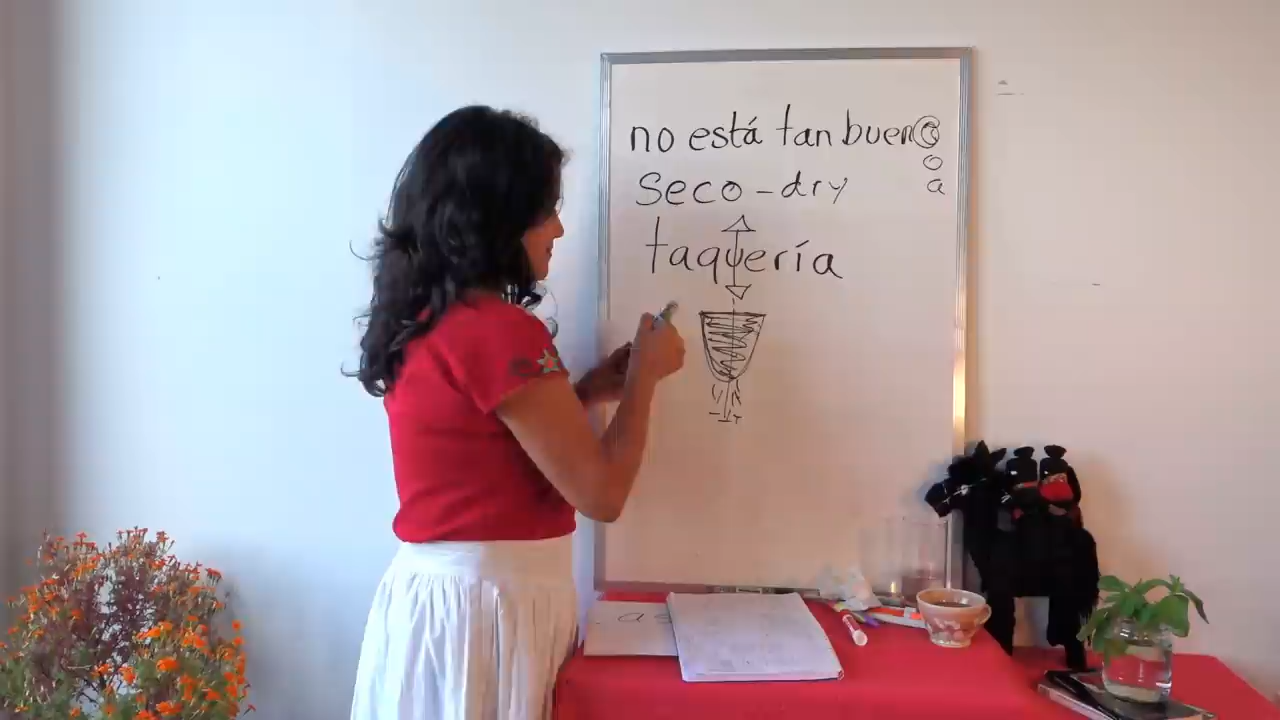 no está tan bueno
o
seco - dry
a
taquería
a